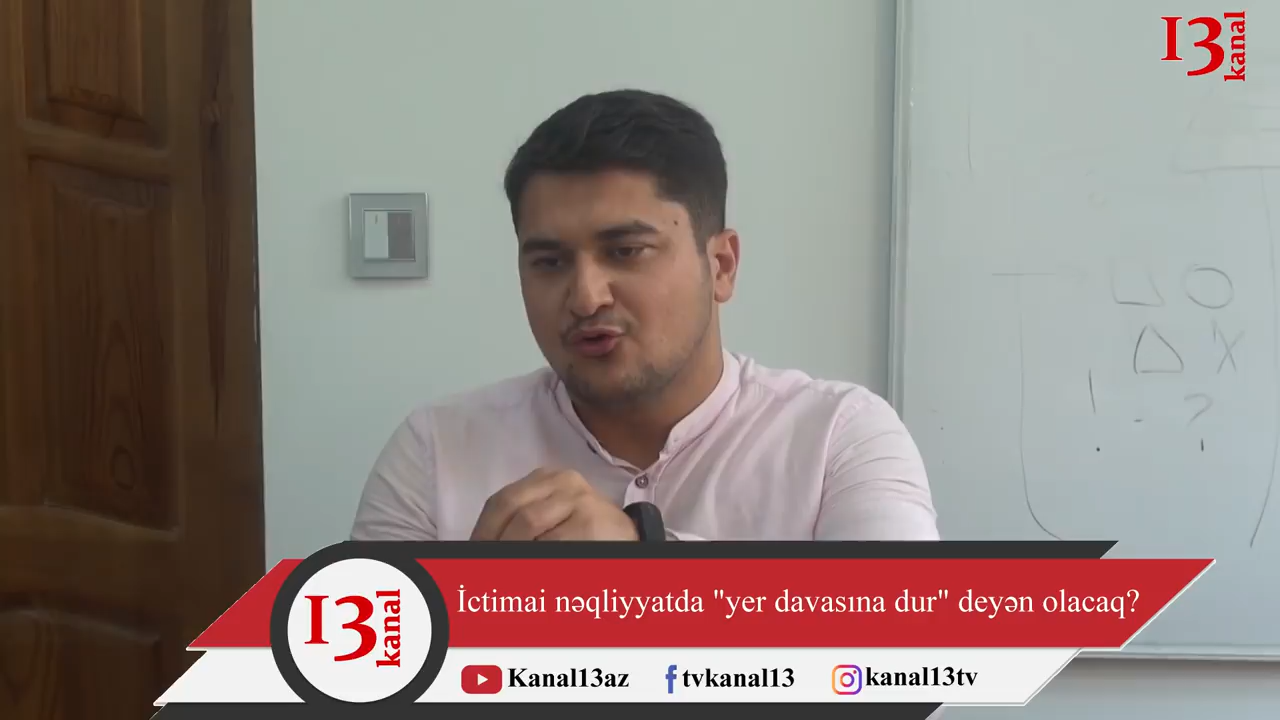 13 kanal
! - ?
İctimai nəqliyyatda "yer davasına dur" deyən olacaq?
13 kanal
Kanal13az
tvkanal13
kanal13tv